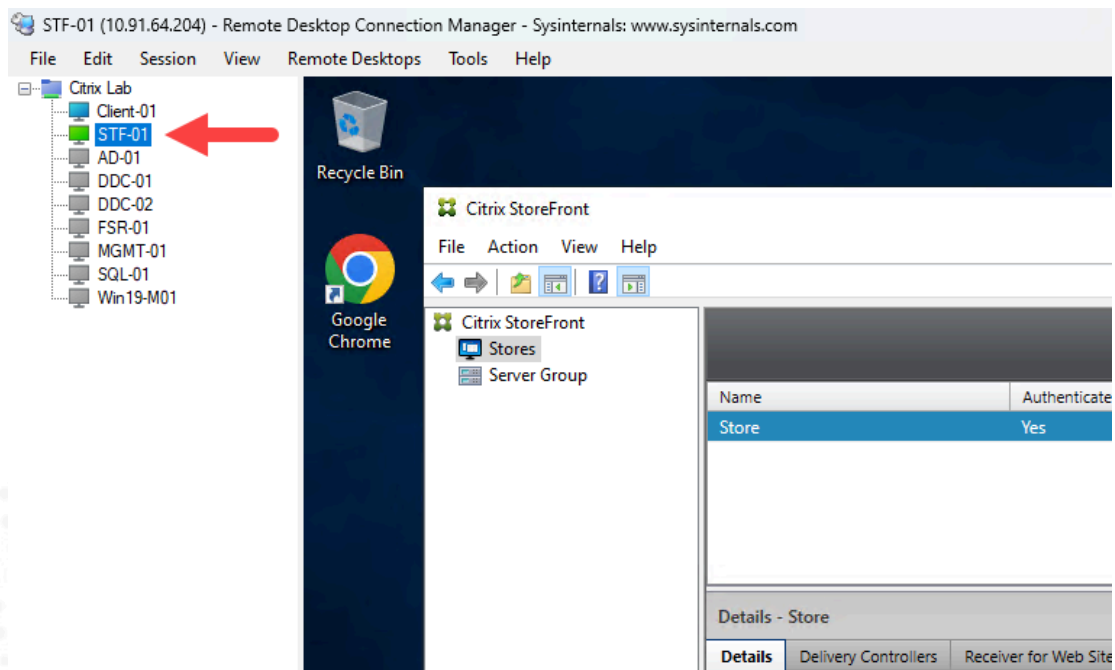 STF-01 (10.91.64.204) - Remote Desktop Connection Manager - Sysinternals: www.sysinternals.com
File Edit Session View Remote Desktops Tools Help
Citrix Lab
Client-01
STF-01
AD-01
DDC-01
DDC-02
FSR-01
MGMT-01
SQL-01
Win19-M01
Recycle Bin
Google
Chrome
Citrix StoreFront
File Action View Help
Citrix StoreFront
Stores
Server Group
Name Authenticate
Store Yes
Details - Store
Details Delivery Controllers Receiver for Web Site